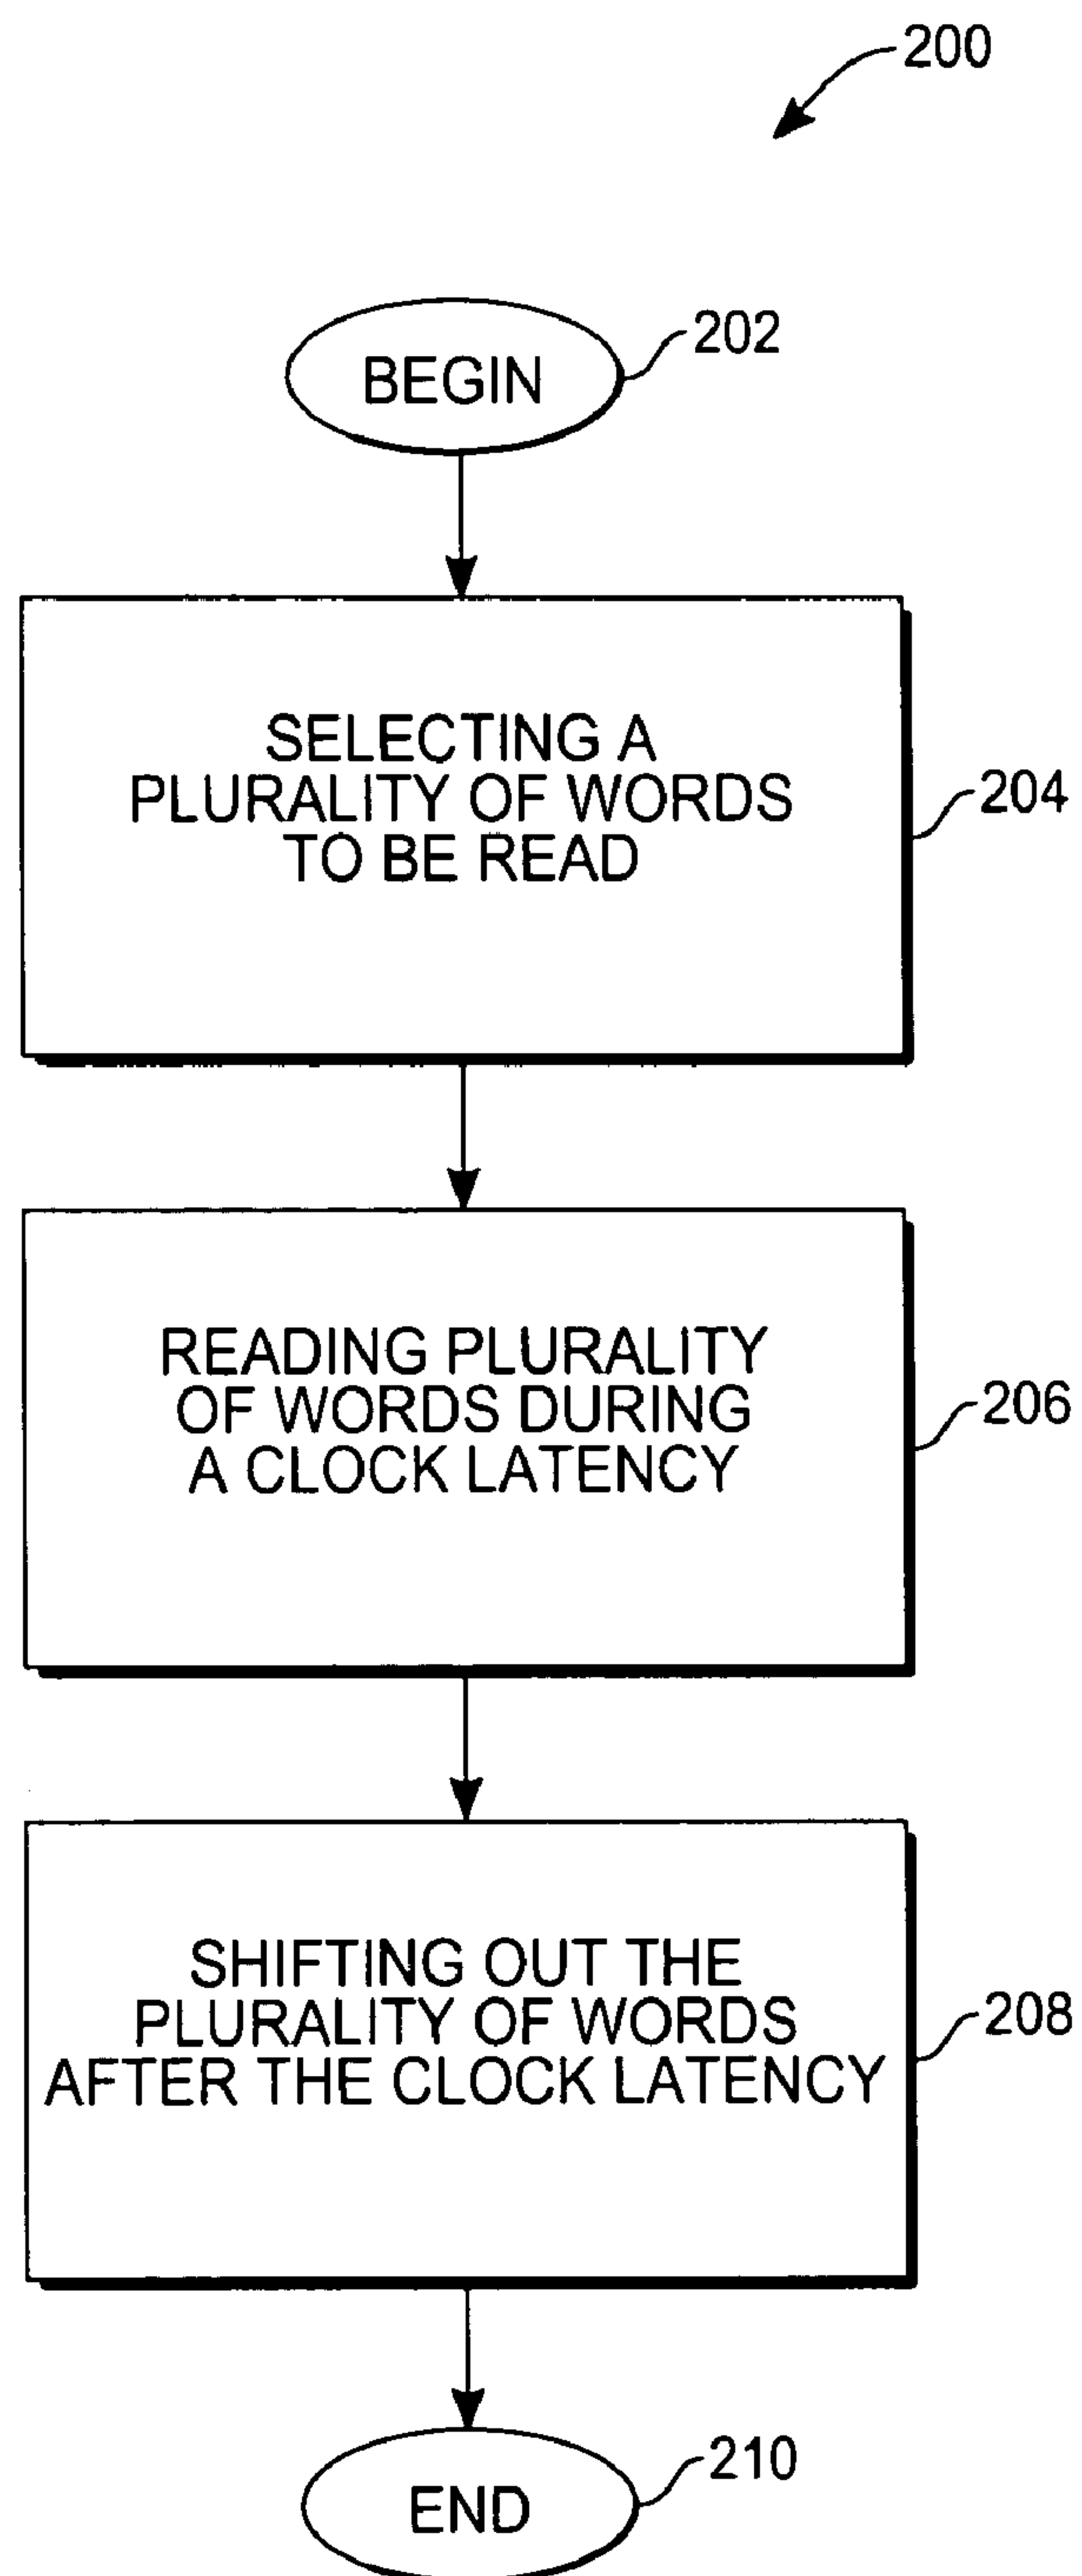 200
BEGIN
202
SELECTING A
PLURALITY OF WORDS
TO BE READ
204
READING PLURALITY
OF WORDS DURING
A CLOCK LATENCY
206
SHIFTING OUT THE
PLURALITY OF WORDS
AFTER THE CLOCK LATENCY
208
END
210